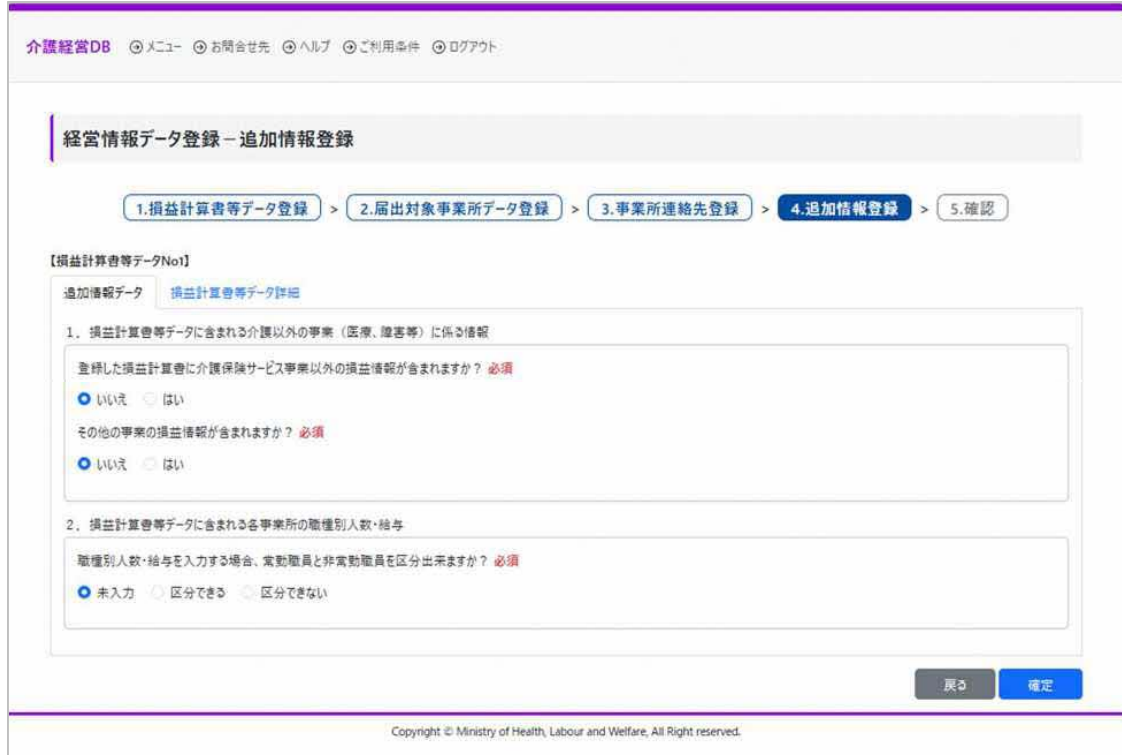 介護経営DB メニュー お問合せ先 ヘルプ ご利用条件 ログアウト
経営情報データ登録－追加情報登録
1.損益計算書等データ登録 > 2.届出対象事業所データ登録 > 3.事業所連絡先登録 > 4.追加情報登録 > 5.確認
【損益計算書等データNo1】
追加情報データ 損益計算書等データ詳細
1．損益計算書等データに含まれる介護以外の事業（医療、障害等）に係る情報
登録した損益計算書に介護保険サービス事業以外の損益情報が含まれますか？ 必須
いいえ はい
その他の事業の損益情報が含まれますか？ 必須
いいえ はい
2．損益計算書等データに含まれる各事業所の職種別人数・給与
職種別人数・給与を入力する場合、常勤職員と非常勤職員を区分出来ますか？ 必須
未入力 区分できる 区分できない
戻る 確定
Copyright © Ministry of Health, Labour and Welfare, All Right reserved.